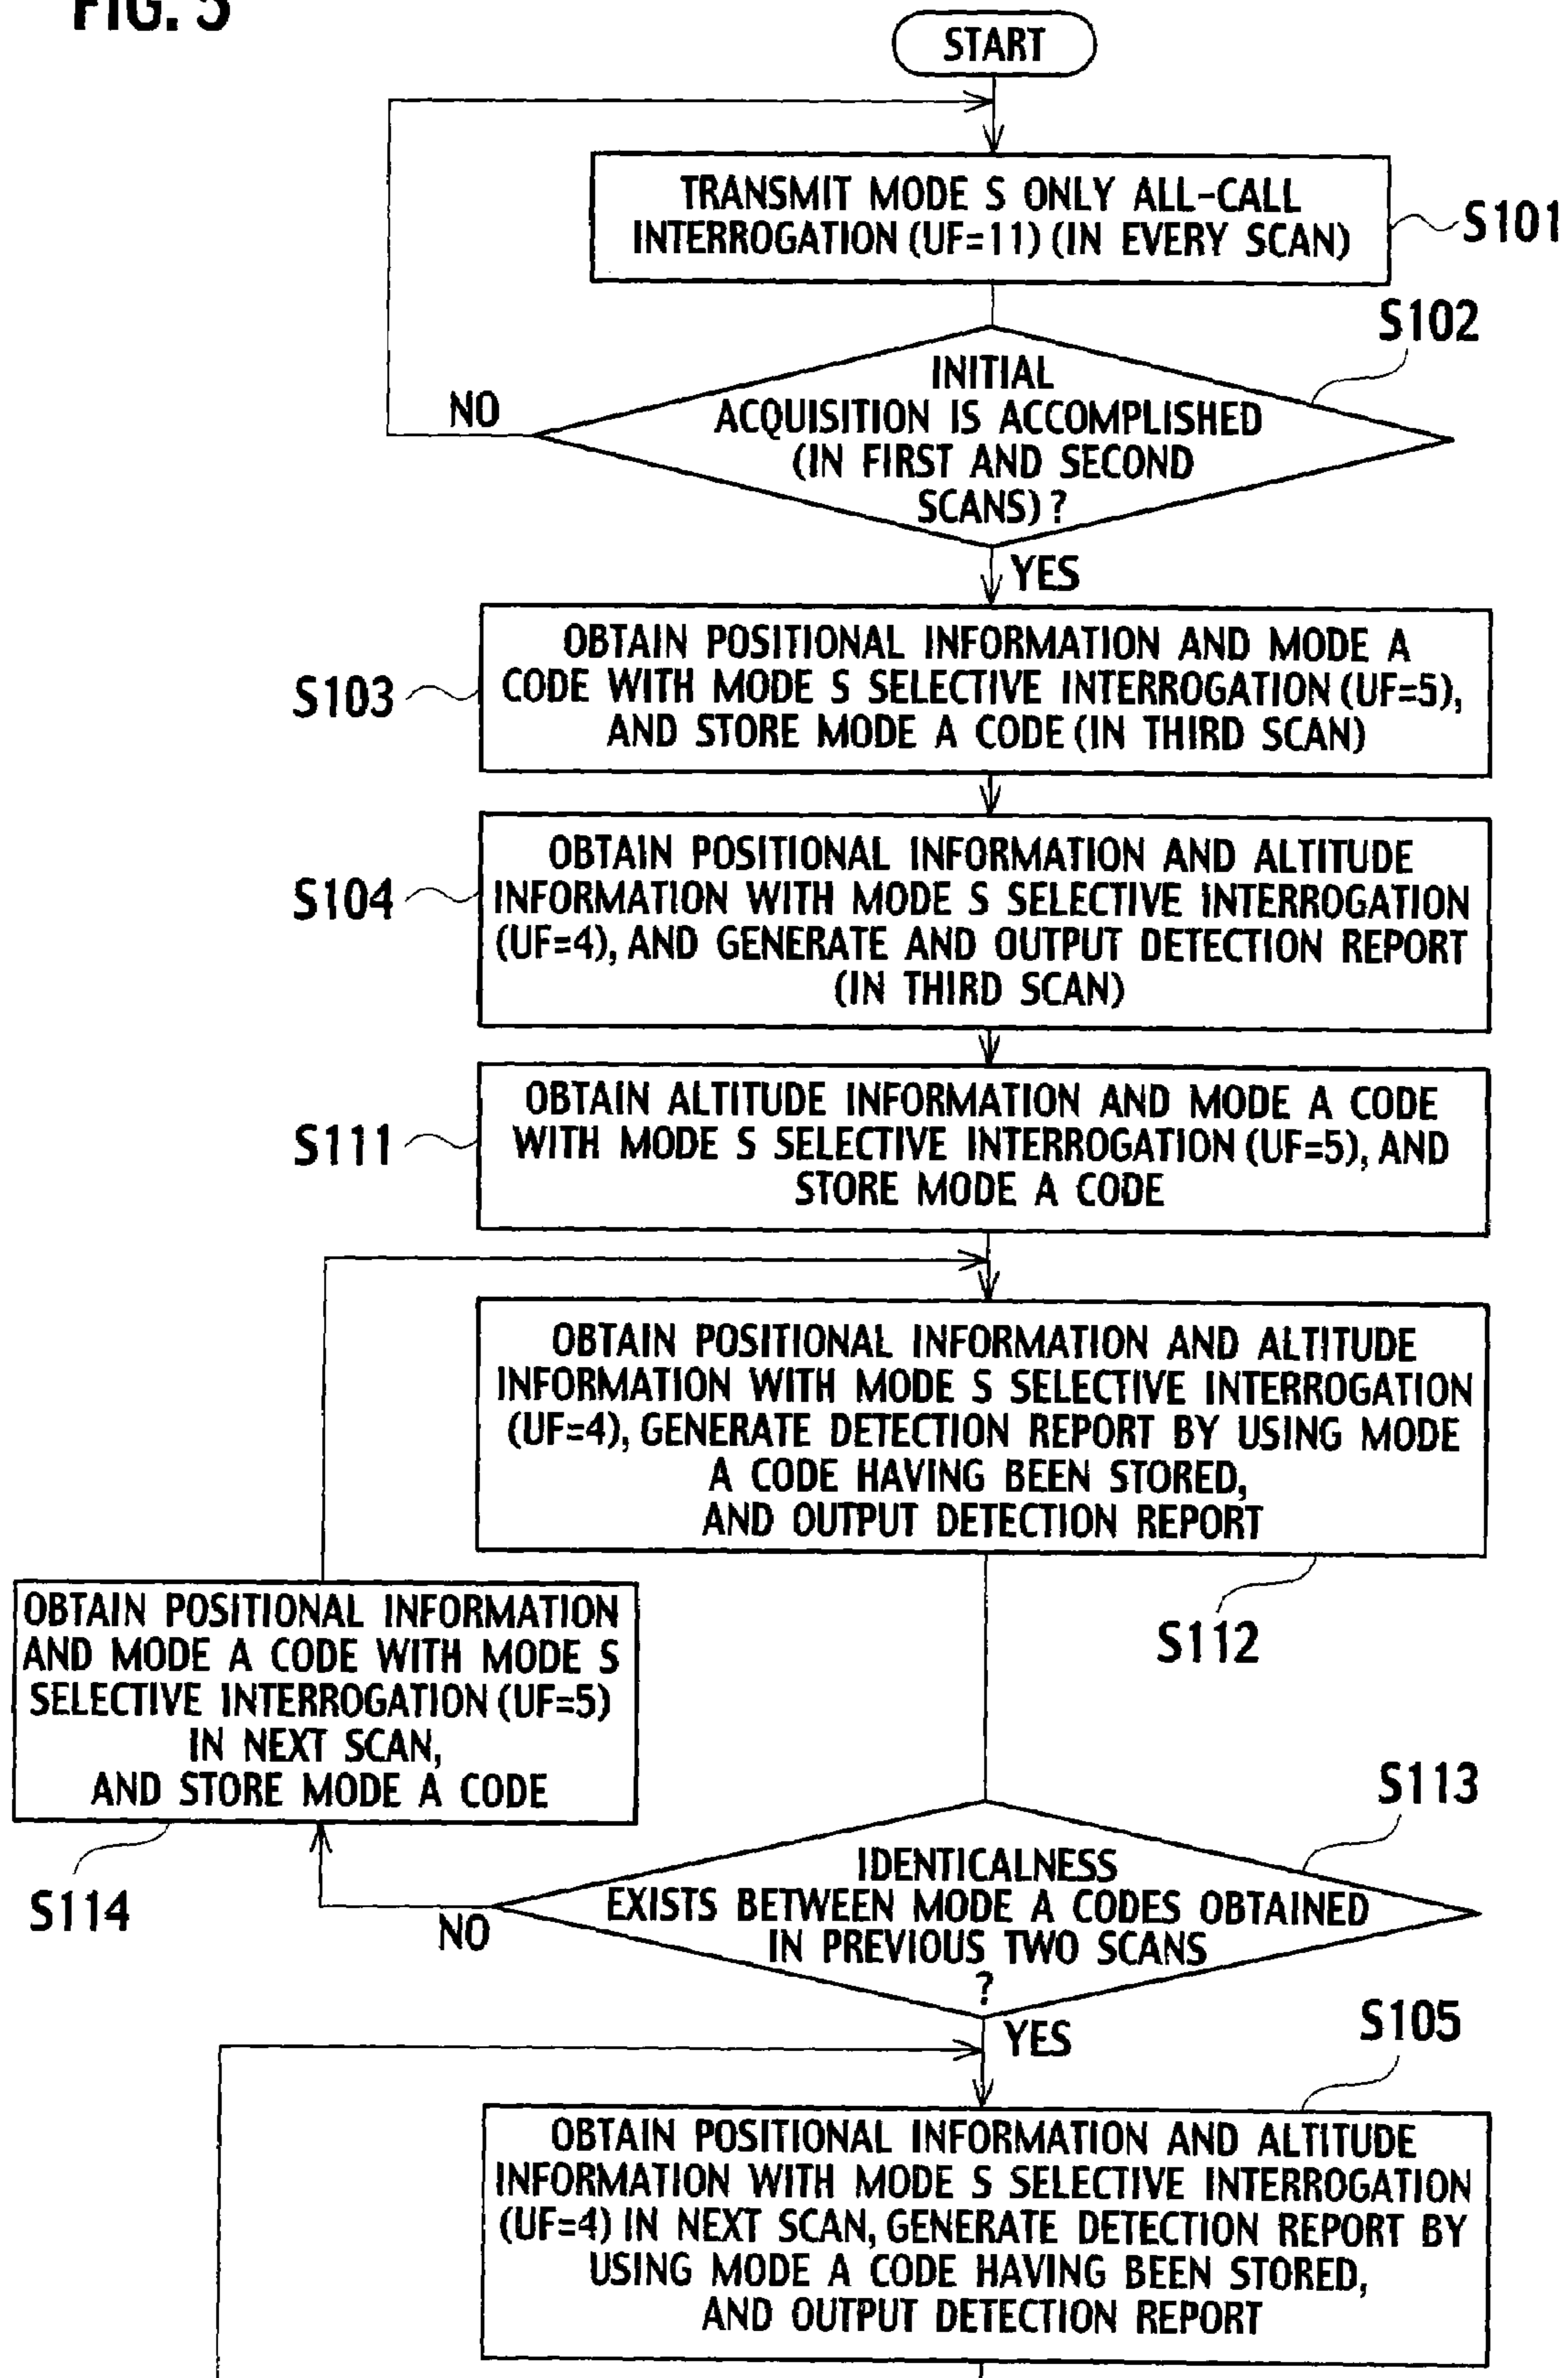 FIG. 5
START
TRANSMIT MODE S ONLY ALL-CALL
INTERROGATION (UF=11) (IN EVERY SCAN)
S101
S102
INITIAL
ACQUISITION IS ACCOMPLISHED
(IN FIRST AND SECOND
SCANS) ?
NO
YES
OBTAIN POSITIONAL INFORMATION AND MODE A
CODE WITH MODE S SELECTIVE INTERROGATION (UF=5),
AND STORE MODE A CODE (IN THIRD SCAN)
S103
OBTAIN POSITIONAL INFORMATION AND ALTITUDE
INFORMATION WITH MODE S SELECTIVE INTERROGATION
(UF=4), AND GENERATE AND OUTPUT DETECTION REPORT
(IN THIRD SCAN)
S104
OBTAIN ALTITUDE INFORMATION AND MODE A CODE
WITH MODE S SELECTIVE INTERROGATION (UF=5), AND
STORE MODE A CODE
S111
OBTAIN POSITIONAL INFORMATION AND ALTITUDE
INFORMATION WITH MODE S SELECTIVE INTERROGATION
(UF=4), GENERATE DETECTION REPORT BY USING MODE
A CODE HAVING BEEN STORED,
AND OUTPUT DETECTION REPORT
S112
OBTAIN POSITIONAL INFORMATION
AND MODE A CODE WITH MODE S
SELECTIVE INTERROGATION (UF=5)
IN NEXT SCAN,
AND STORE MODE A CODE
S114
S113
IDENTICALNESS
EXISTS BETWEEN MODE A CODES OBTAINED
IN PREVIOUS TWO SCANS
?
NO
YES
S105
OBTAIN POSITIONAL INFORMATION AND ALTITUDE
INFORMATION WITH MODE S SELECTIVE INTERROGATION
(UF=4) IN NEXT SCAN, GENERATE DETECTION REPORT BY
USING MODE A CODE HAVING BEEN STORED,
AND OUTPUT DETECTION REPORT